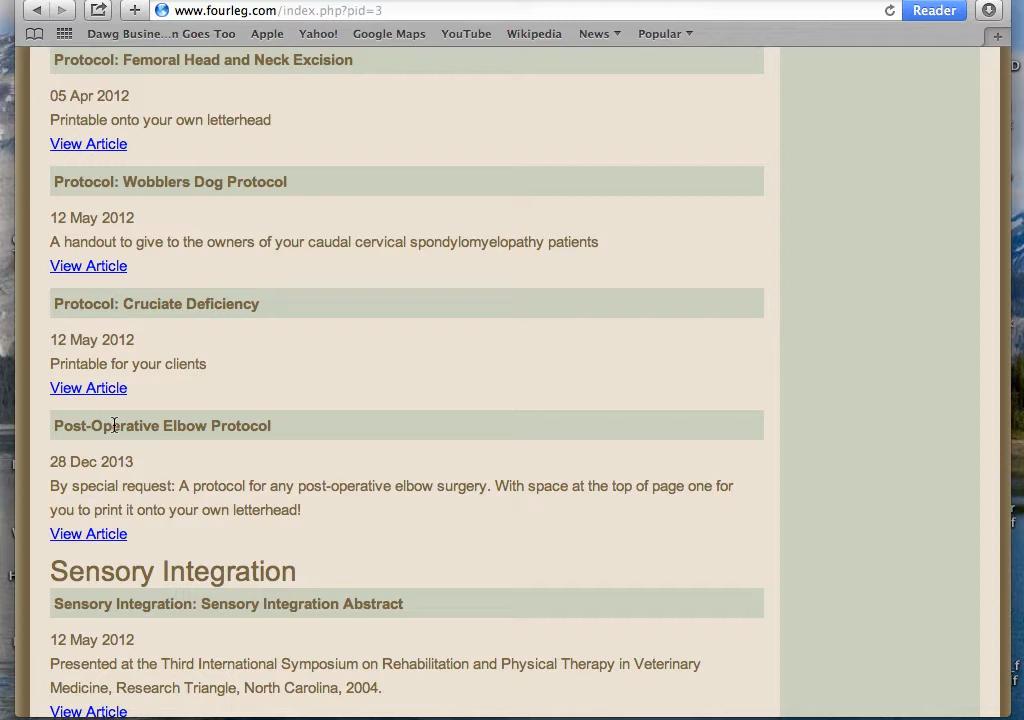 www.fourleg.com/index.php?pid=3
Reader
Dawg Busine...n Goes Too Apple Yahoo! Google Maps YouTube Wikipedia News Popular
Protocol: Femoral Head and Neck Excision
05 Apr 2012
Printable onto your own letterhead
View Article
Protocol: Wobblers Dog Protocol
12 May 2012
A handout to give to the owners of your caudal cervical spondylomyelopathy patients
View Article
Protocol: Cruciate Deficiency
12 May 2012
Printable for your clients
View Article
Post-Operative Elbow Protocol
28 Dec 2013
By special request: A protocol for any post-operative elbow surgery. With space at the top of page one for
you to print it onto your own letterhead!
View Article
Sensory Integration
Sensory Integration: Sensory Integration Abstract
12 May 2012
Presented at the Third International Symposium on Rehabilitation and Physical Therapy in Veterinary
Medicine, Research Triangle, North Carolina, 2004.
View Article